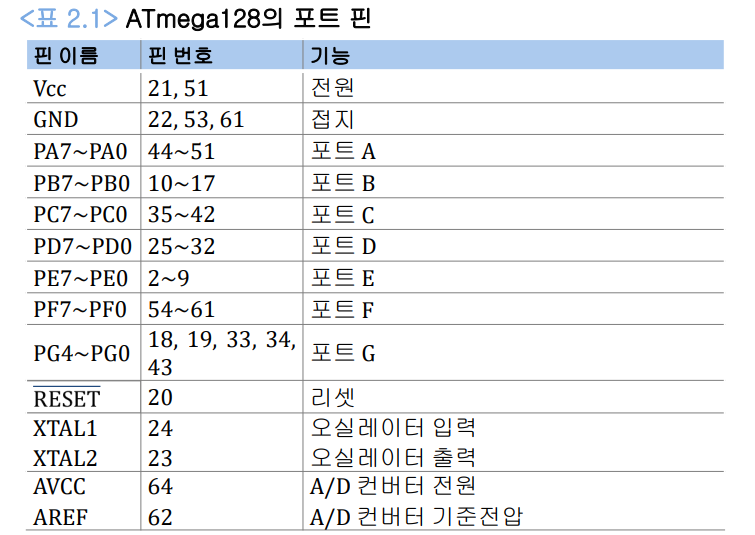 <표 2.1> ATmega128의 포트 핀
핀 이름 핀 번호 기능
Vcc 21, 51 전원
GND 22, 53, 61 접지
PA7~PA0 44~51 포트 A
PB7~PB0 10~17 포트 B
PC7~PC0 35~42 포트 C
PD7~PD0 25~32 포트 D
PE7~PE0 2~9 포트 E
PF7~PF0 54~61 포트 F
PG4~PG0 18, 19, 33, 34, 43 포트 G
RESET 20 리셋
XTAL1 24 오실레이터 입력
XTAL2 23 오실레이터 출력
AVCC 64 A/D 컨버터 전원
AREF 62 A/D 컨버터 기준전압